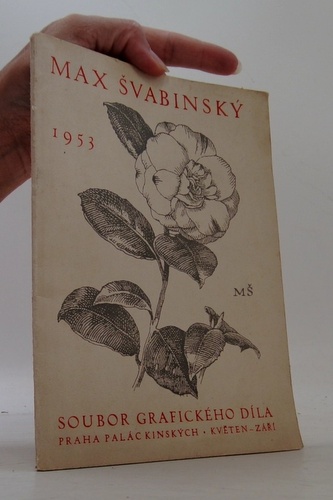 MAX ŠVABINSKÝ
1953
MŠ
SOUBOR GRAFICKÉHO DÍLA
PRAHA PALÁC KINSKÝCH • KVĚTEN – ZÁŘÍ